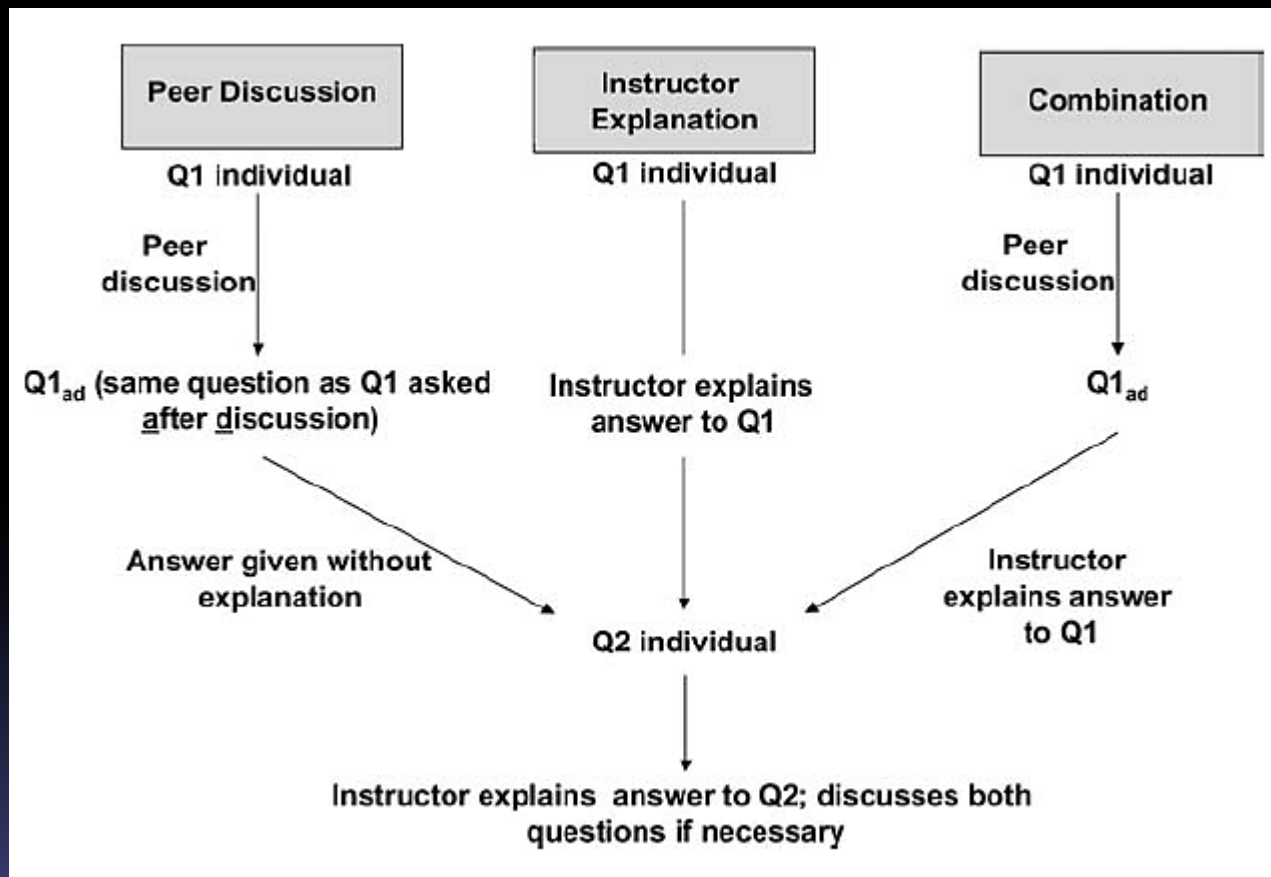 Peer Discussion
Q1 individual
Peer
discussion
Q1ad (same question as Q1 asked
after discussion)
Answer given without
explanation
Instructor
Explanation
Q1 individual
Instructor explains
answer to Q1
Combination
Q1 individual
Peer
discussion
Q1ad
Instructor
explains answer
to Q1
Q2 individual
Instructor explains answer to Q2; discusses both
questions if necessary